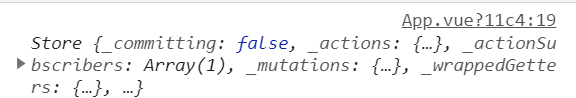 App.vue?11c4:19
Store {_committing: false, _actions: {…}, _actionSu
bscribers: Array(1), _mutations: {…}, _wrappedGette
rs: {…}, …}